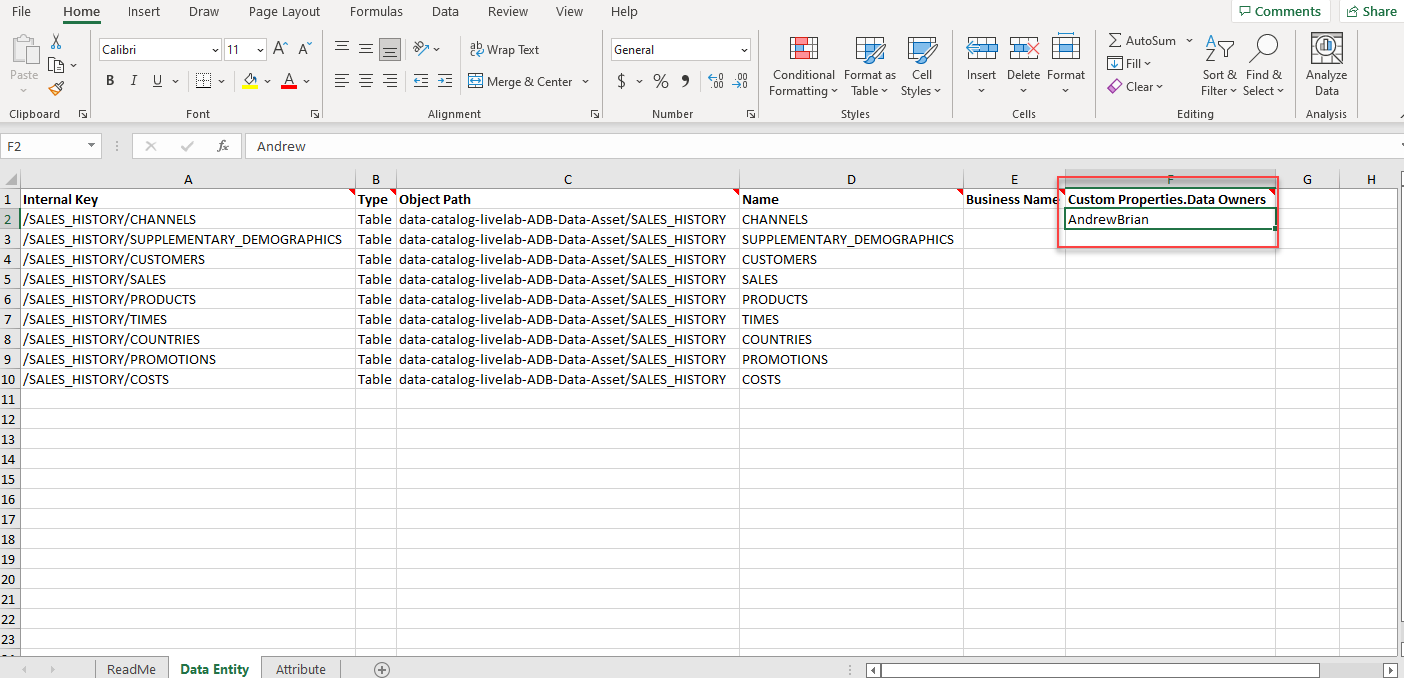 File Home Insert Draw Page Layout Formulas Data Review View Help Comments Share
Calibri 11 A A Wrap Text General AutoSum
Paste Conditional Format as Cell Insert Delete Format Fill Sort & Find & Analyze
B I U A Merge & Center $ % Formatting Table Styles Clear Filter Select Data
Clipboard Font Alignment Number Styles Cells Editing Analysis
F2 fx Andrew
A B C D E F G H
1 Internal Key Type Object Path Name Business Name Custom Properties.Data Owners
2 /SALES_HISTORY/CHANNELS Table data-catalog-livelab-ADB-Data-Asset/SALES_HISTORY CHANNELS AndrewBrian
3 /SALES_HISTORY/SUPPLEMENTARY_DEMOGRAPHICS Table data-catalog-livelab-ADB-Data-Asset/SALES_HISTORY SUPPLEMENTARY_DEMOGRAPHICS
4 /SALES_HISTORY/CUSTOMERS Table data-catalog-livelab-ADB-Data-Asset/SALES_HISTORY CUSTOMERS
5 /SALES_HISTORY/SALES Table data-catalog-livelab-ADB-Data-Asset/SALES_HISTORY SALES
6 /SALES_HISTORY/PRODUCTS Table data-catalog-livelab-ADB-Data-Asset/SALES_HISTORY PRODUCTS
7 /SALES_HISTORY/TIMES Table data-catalog-livelab-ADB-Data-Asset/SALES_HISTORY TIMES
8 /SALES_HISTORY/COUNTRIES Table data-catalog-livelab-ADB-Data-Asset/SALES_HISTORY COUNTRIES
9 /SALES_HISTORY/PROMOTIONS Table data-catalog-livelab-ADB-Data-Asset/SALES_HISTORY PROMOTIONS
10 /SALES_HISTORY/COSTS Table data-catalog-livelab-ADB-Data-Asset/SALES_HISTORY COSTS
11
12
13
14
15
16
17
18
19
20
21
22
23
ReadMe Data Entity Attribute